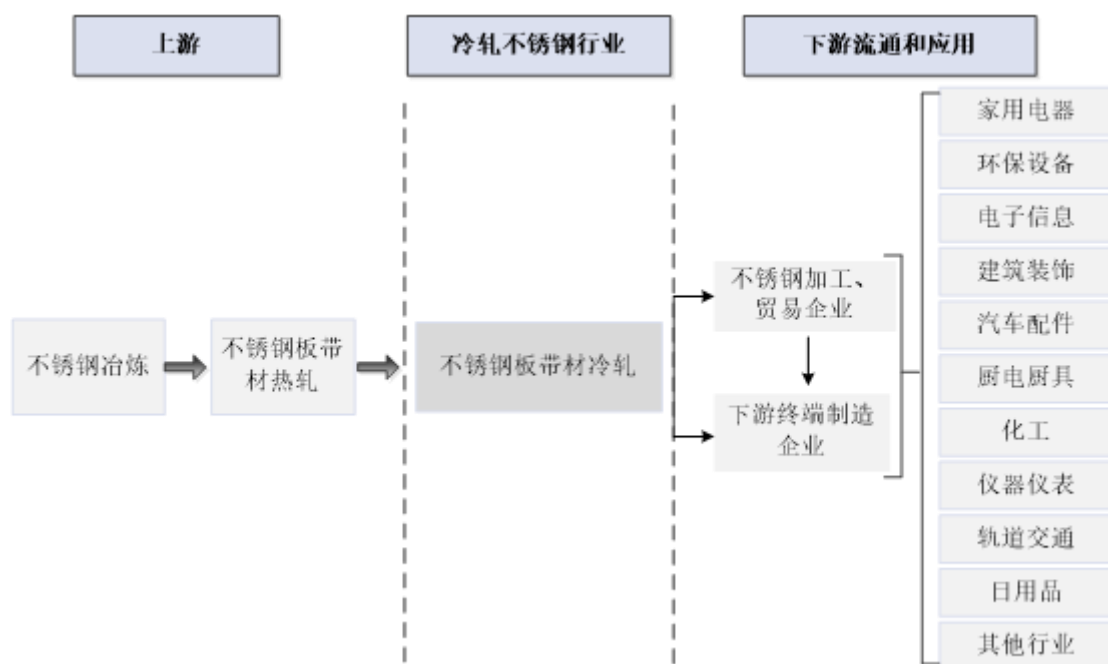 上游
冷轧不锈钢行业
下游流通和应用
不锈钢冶炼
不锈钢板带
材热轧
不锈钢板带材冷轧
不锈钢加工、
贸易企业
下游终端制造
企业
家用电器
环保设备
电子信息
建筑装饰
汽车配件
厨电厨具
化工
仪器仪表
轨道交通
日用品
其他行业